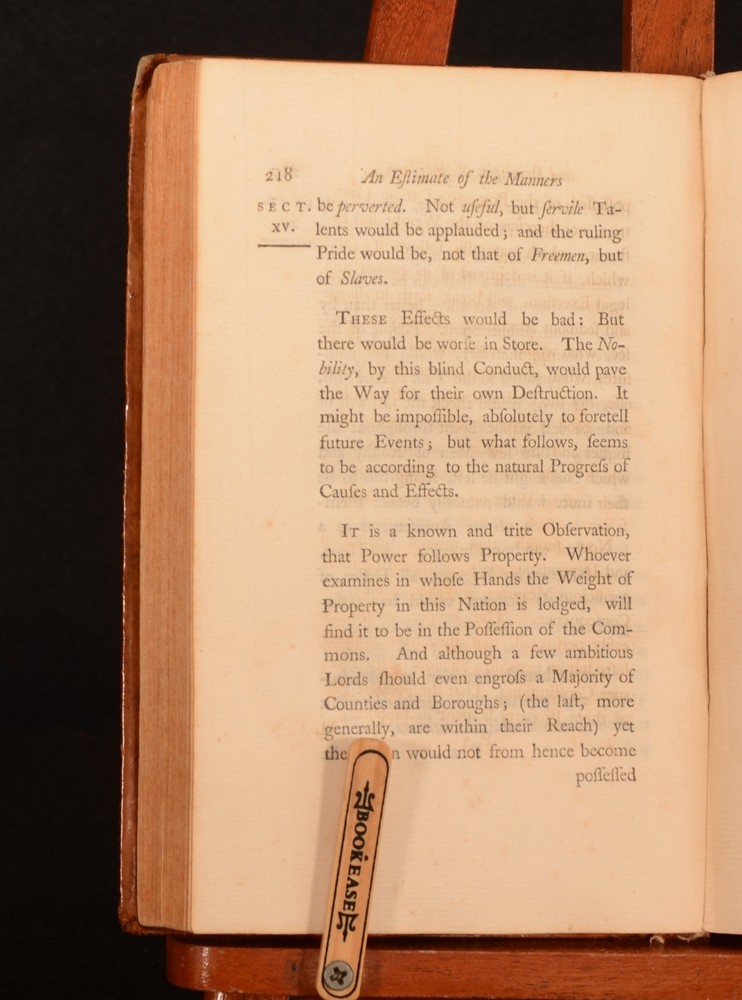 218 An Eſtimate of the Manners
SECT. be perverted. Not uſeful, but ſervile Ta-
XV. lents would be applauded; and the ruling
Pride would be, not that of Freemen, but
of Slaves.
THESE Effects would be bad: But
there would be worſe in Store. The No-
bility, by this blind Conduct, would pave
the Way for their own Deſtruction. It
might be impoſſible, abſolutely to foretell
future Events; but what follows, ſeems
to be according to the natural Progreſs of
Cauſes and Effects.
IT is a known and trite Obſervation,
that Power follows Property. Whoever
examines in whoſe Hands the Weight of
Property in this Nation is lodged, will
find it to be in the Poſſeſſion of the Com-
mons. And although a few ambitious
Lords ſhould even engroſs a Majority of
Counties and Boroughs; (the laſt, more
generally, are within their Reach) yet
the would not from hence become
poſſeſſed
BOOKEASE